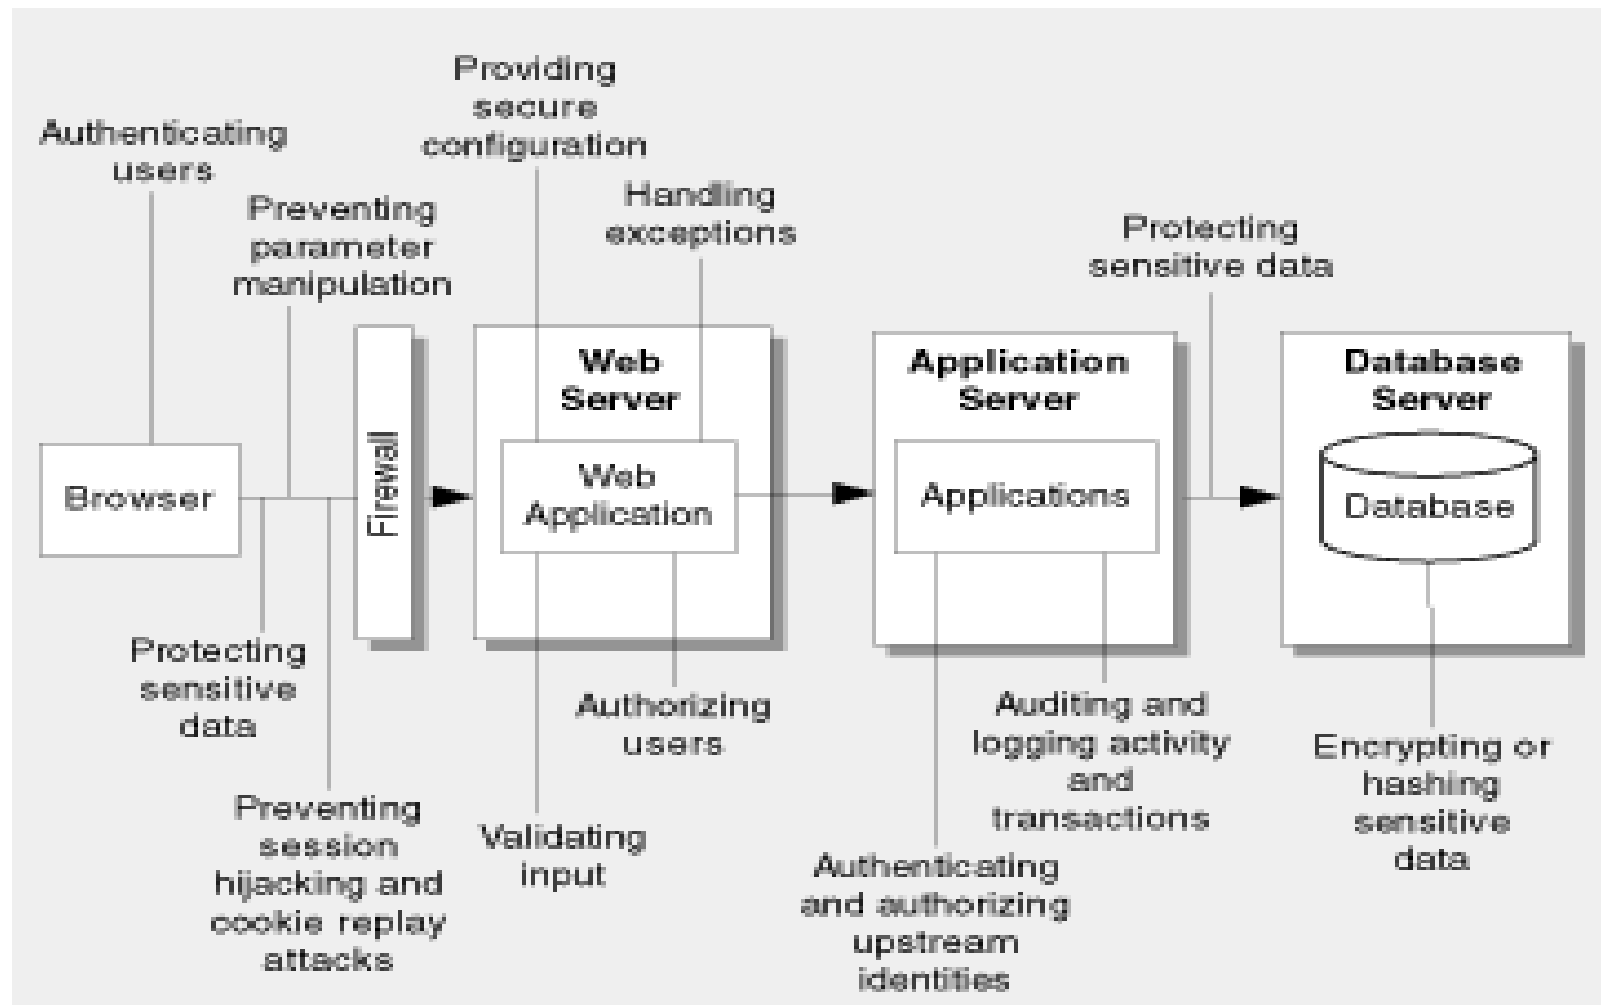 Providing
secure
configuration
Authenticating
users
Handling
exceptions
Preventing
parameter
manipulation
Protecting
sensitive data
Web
Server
Application
Server
Database
Server
Browser
Firewall
Web
Application
Applications
Database
Protecting
sensitive
data
Authorizing
users
Auditing and
logging activity
and
transactions
Encrypting or
hashing
sensitive
data
Preventing
session
hijacking and
cookie replay
attacks
Validating
input
Authenticating
and authorizing
upstream
identities